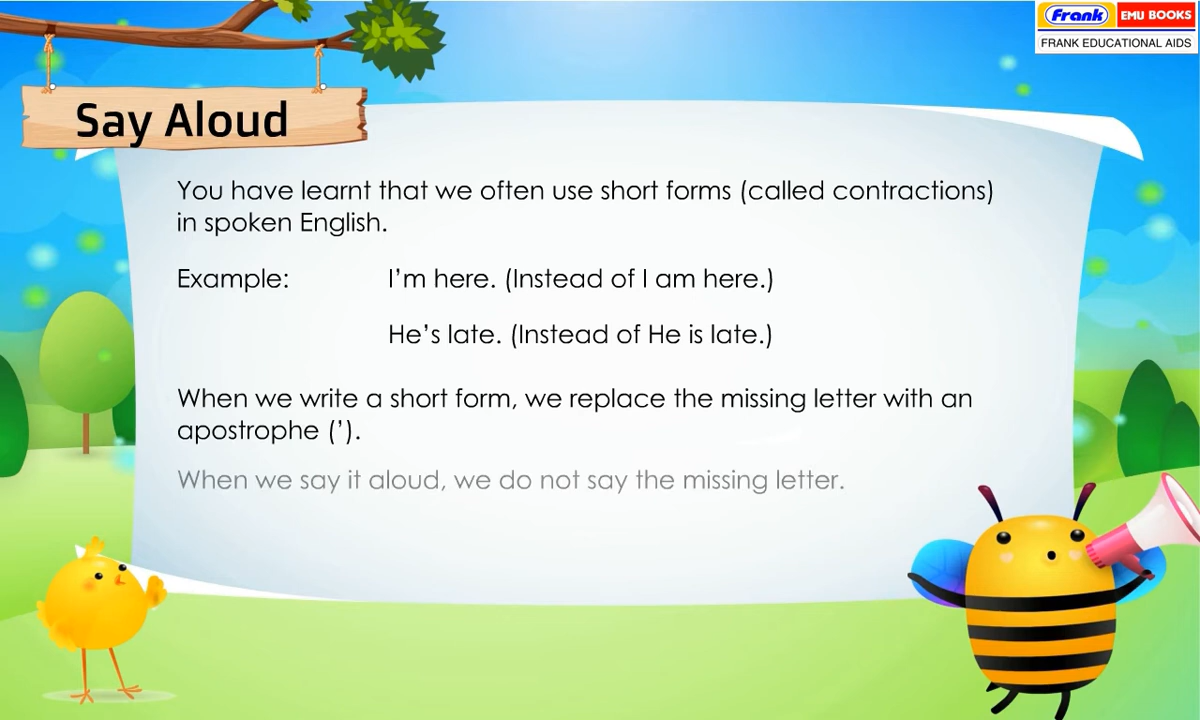 Frank EMU BOOKS
FRANK EDUCATIONAL AIDS
Say Aloud
You have learnt that we often use short forms (called contractions)
in spoken English.
Example: I’m here. (Instead of I am here.)
He’s late. (Instead of He is late.)
When we write a short form, we replace the missing letter with an
apostrophe (’).
When we say it aloud, we do not say the missing letter.